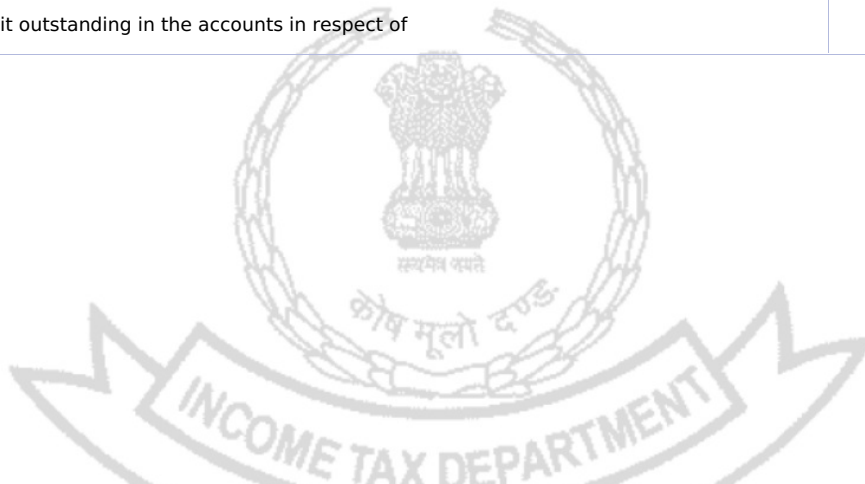 it outstanding in the accounts in respect of
सत्यमेव जयते
कोष मूलो दण्डः
INCOME TAX DEPARTMENT